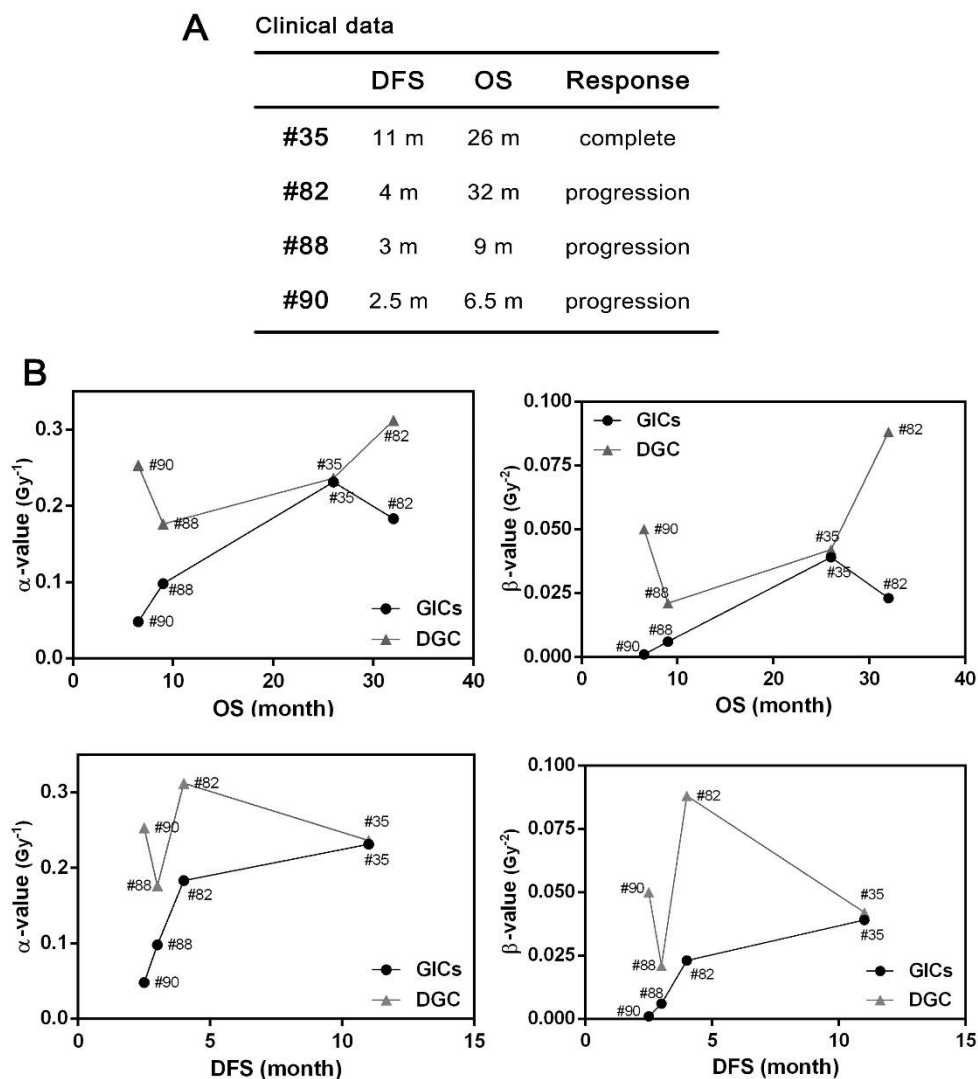 A Clinical data
DFS OS Response
#35 11 m 26 m complete
#82 4 m 32 m progression
#88 3 m 9 m progression
#90 2.5 m 6.5 m progression
B
α-value (Gy⁻¹)
0.3
0.2
0.1
0.0
#90
#88
#35
#82
#90
#88
#35
#82
GICs
DGC
0 10 20 30 40
OS (month)
β-value (Gy⁻²)
0.100
0.075
0.050
0.025
0.000
GICs
DGC
#82
#90
#88
#35
#35
#82
#88
#90
0 10 20 30 40
OS (month)
α-value (Gy⁻¹)
0.3
0.2
0.1
0.0
#82
#90
#88
#35
#35
#82
#88
#90
GICs
DGC
0 5 10 15
DFS (month)
β-value (Gy⁻²)
0.100
0.075
0.050
0.025
0.000
#82
#90
#88
#35
#35
#82
#88
#90
GICs
DGC
0 5 10 15
DFS (month)